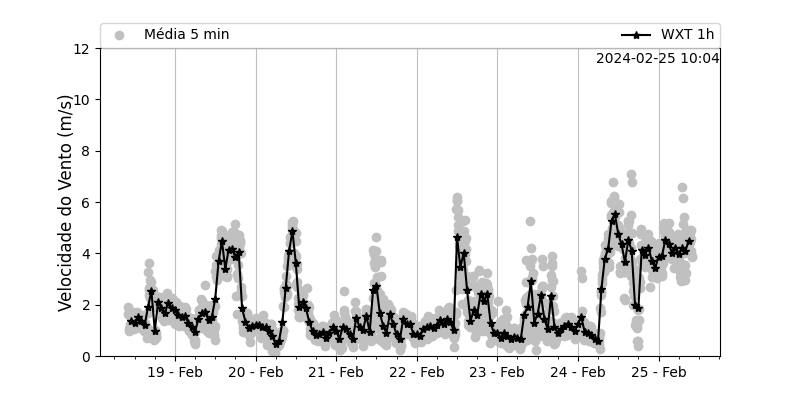 Média 5 min
WXT 1h
2024-02-25 10:04
Velocidade do Vento (m/s)
12
10
8
6
4
2
0
19 - Feb
20 - Feb
21 - Feb
22 - Feb
23 - Feb
24 - Feb
25 - Feb